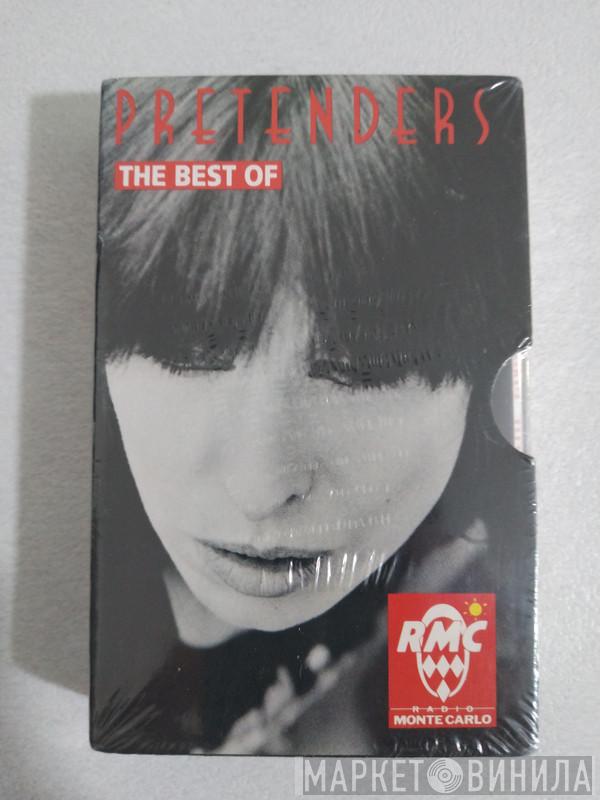 PRETENDERS
THE BEST OF
RMC
RADIO
MONTE CARLO
МАРКЕТ ВИНИЛА